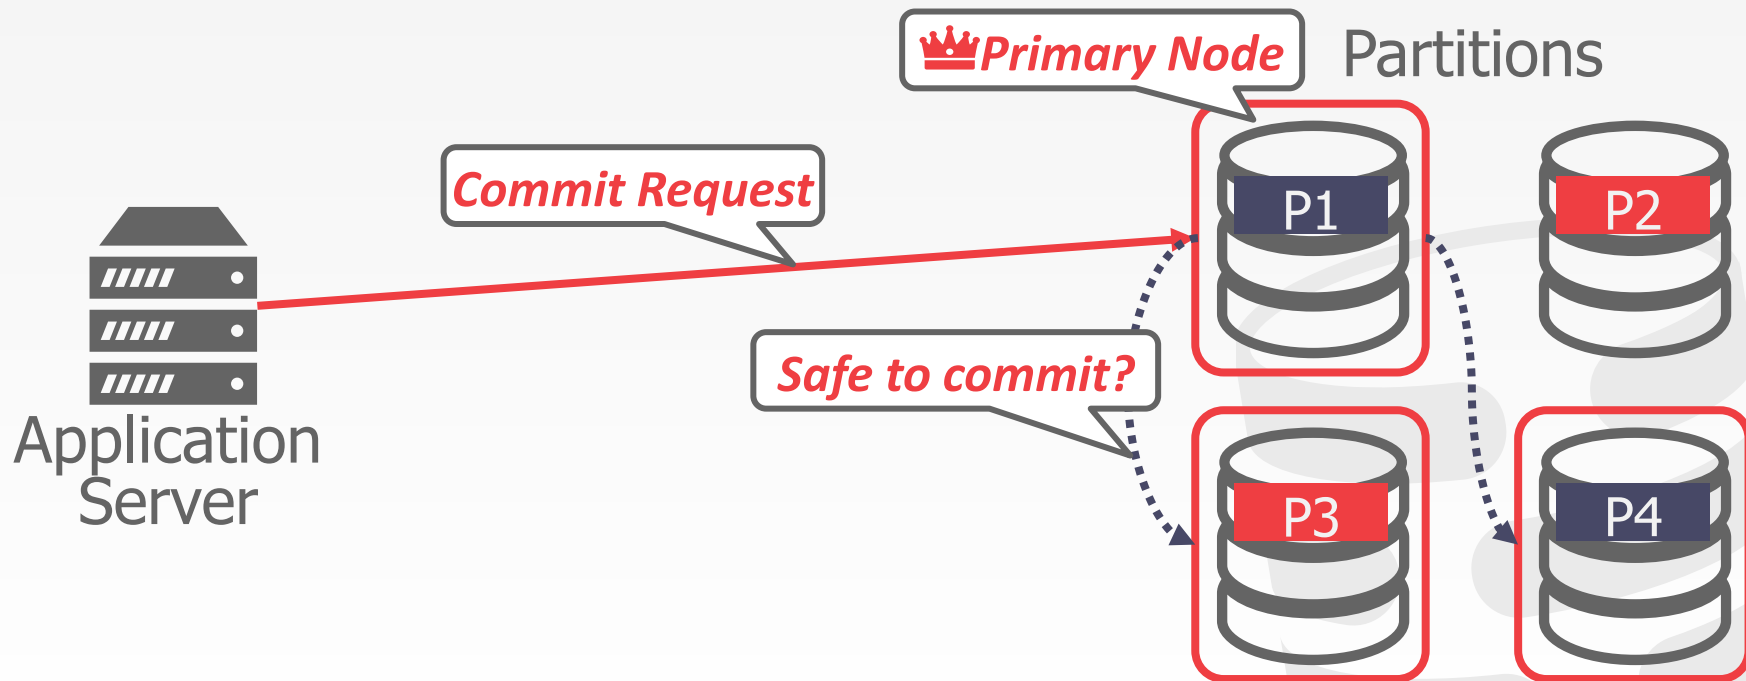 Primary Node
Partitions
Commit Request
P1
P2
Safe to commit?
Application
Server
P3
P4